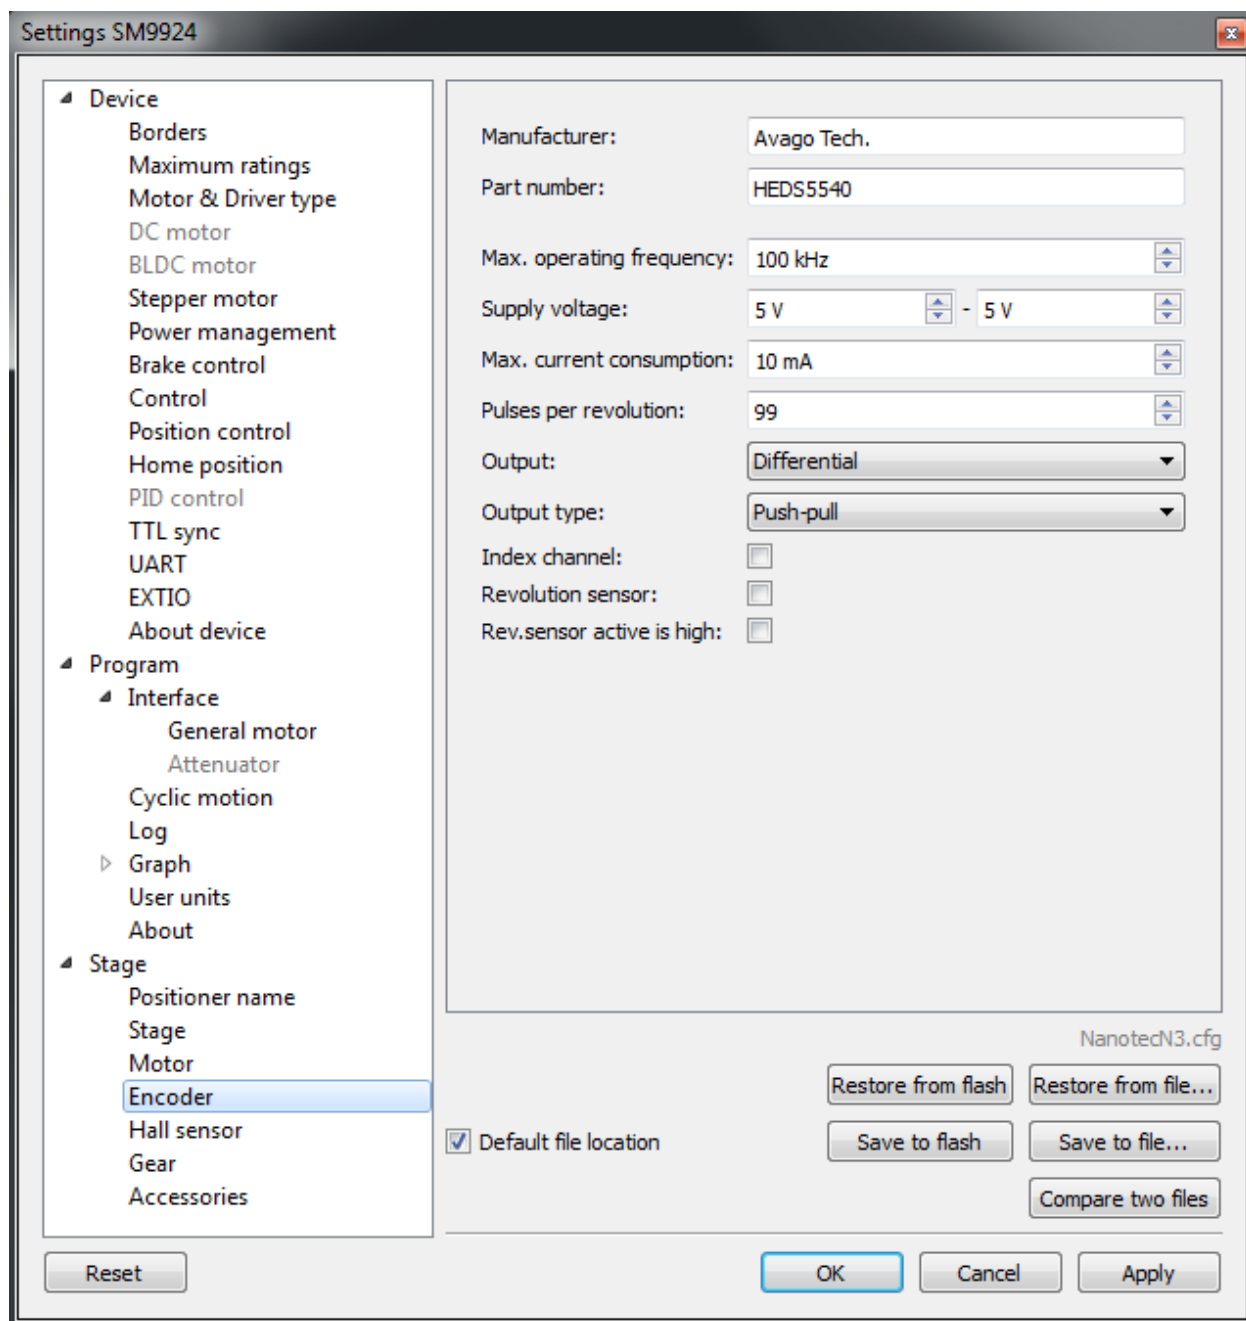 Settings SM9924
Device
Borders
Maximum ratings
Motor & Driver type
DC motor
BLDC motor
Stepper motor
Power management
Brake control
Control
Position control
Home position
PID control
TTL sync
UART
EXTIO
About device
Program
Interface
General motor
Attenuator
Cyclic motion
Log
Graph
User units
About
Stage
Positioner name
Stage
Motor
Encoder
Hall sensor
Gear
Accessories
Manufacturer: Avago Tech.
Part number: HEDS5540
Max. operating frequency: 100 kHz
Supply voltage: 5 V - 5 V
Max. current consumption: 10 mA
Pulses per revolution: 99
Output: Differential
Output type: Push-pull
Index channel:
Revolution sensor:
Rev.sensor active is high:
NanotecN3.cfg
Restore from flash Restore from file...
Default file location Save to flash Save to file...
Compare two files
Reset OK Cancel Apply